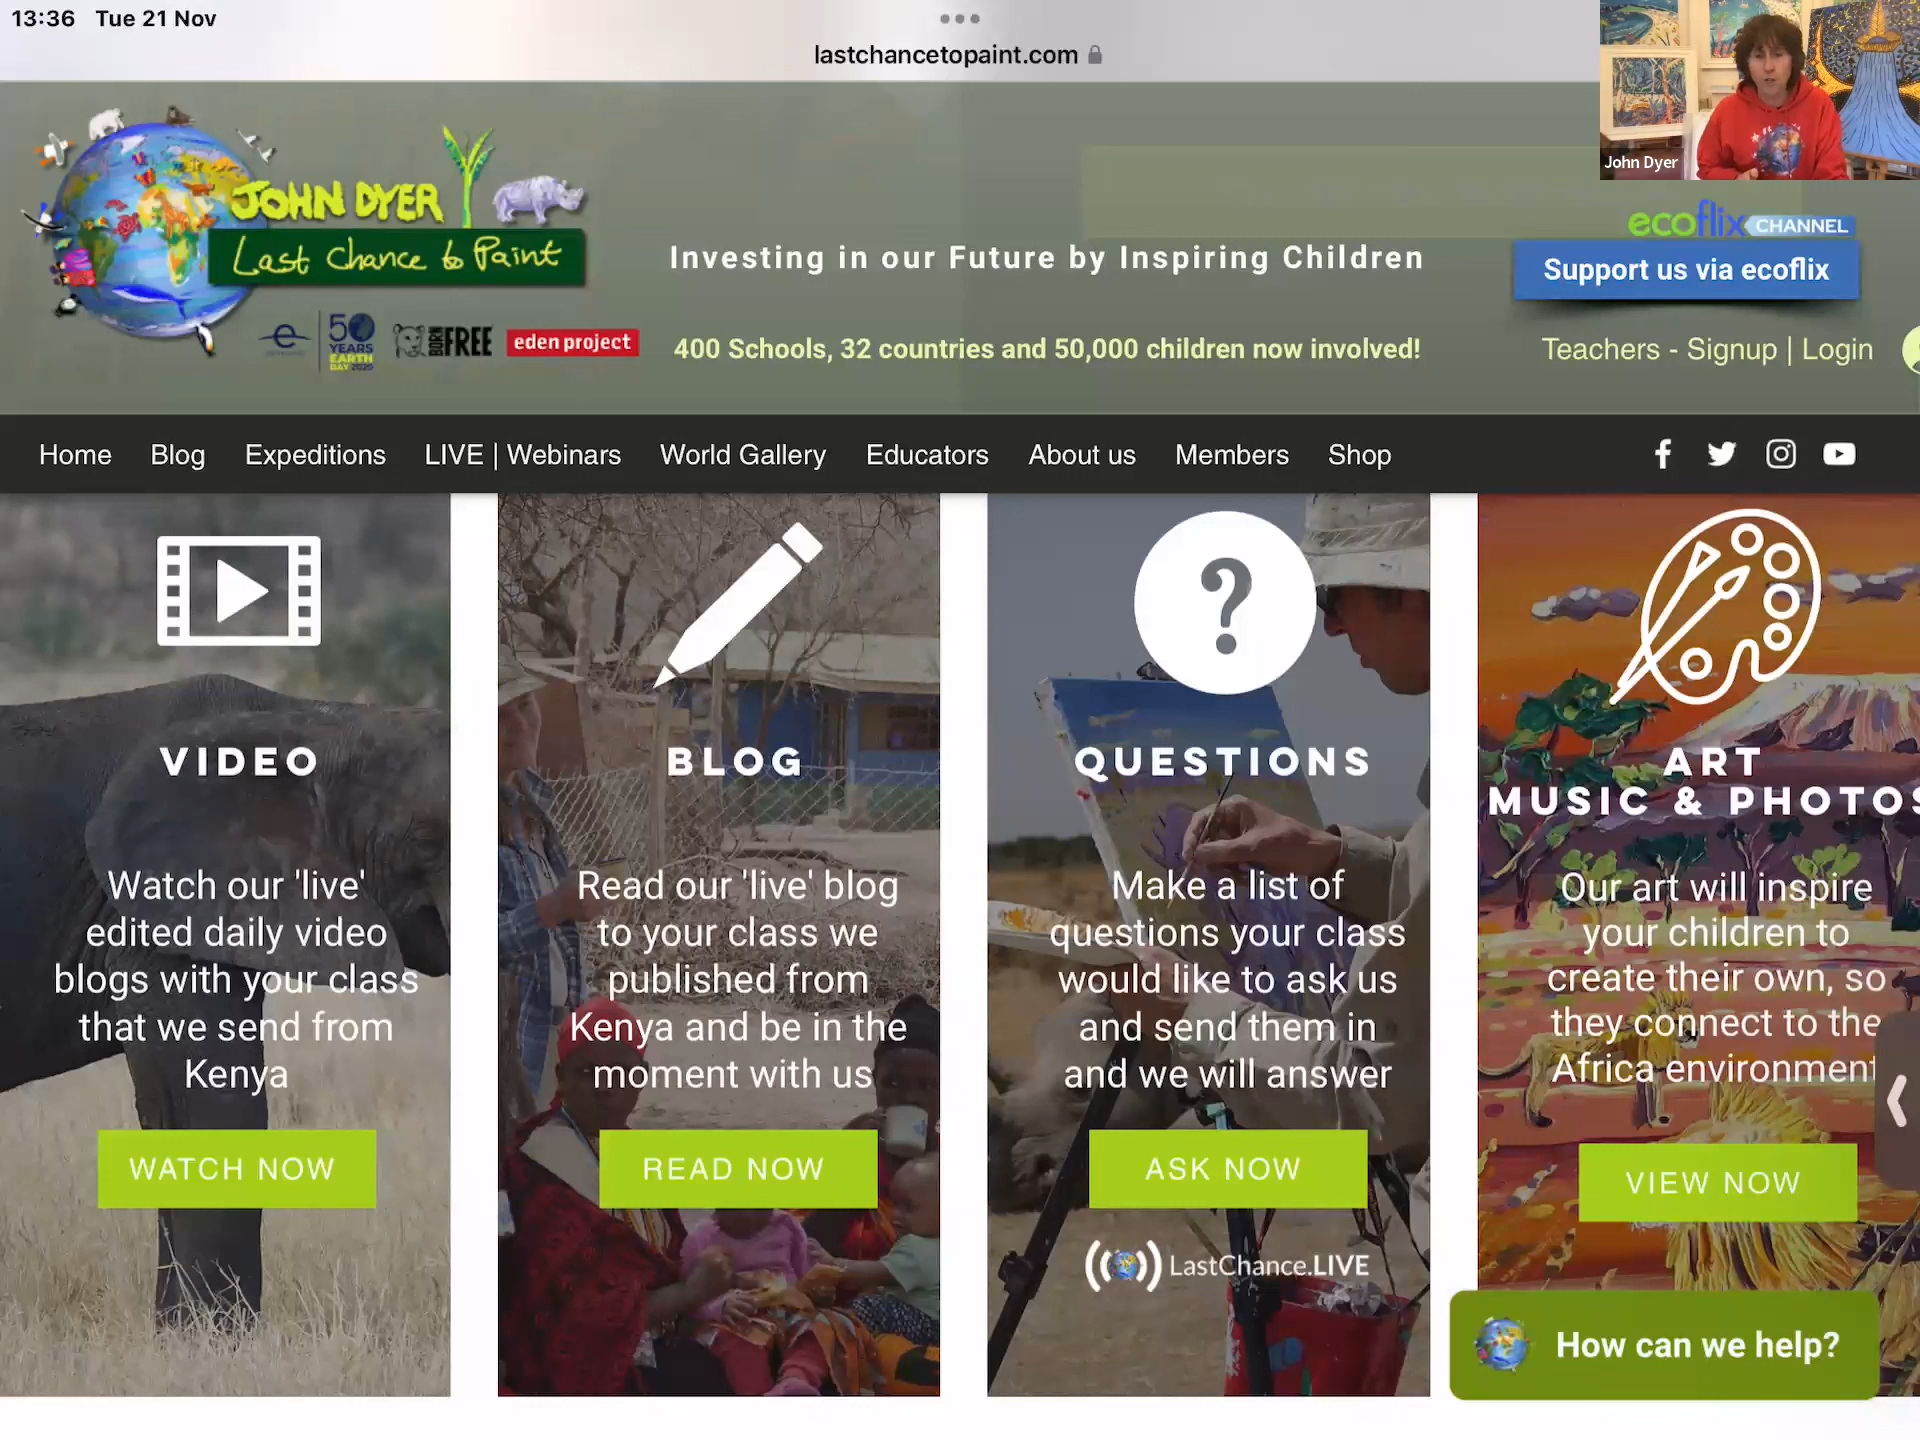 13:36 Tue 21 Nov
lastchancetopaint.com
John Dyer
JOHN DYER
Last Chance to Paint
ecoflix CHANNEL
Investing in our Future by Inspiring Children
Support us via ecoflix
50
YEARS
EARTH
DAY 2020
BORN FREE
eden project
400 Schools, 32 countries and 50,000 children now involved!
Teachers - Signup | Login
Home Blog Expeditions LIVE | Webinars World Gallery Educators About us Members Shop
VIDEO
Watch our 'live'
edited daily video
blogs with your class
that we send from
Kenya
WATCH NOW
BLOG
Read our 'live' blog
to your class we
published from
Kenya and be in the
moment with us
READ NOW
?
QUESTIONS
Make a list of
questions your class
would like to ask us
and send them in
and we will answer
ASK NOW
LastChance.LIVE
ART
MUSIC & PHOTOS
Our art will inspire
your children to
create their own, so
they connect to the
Africa environment
VIEW NOW
How can we help?